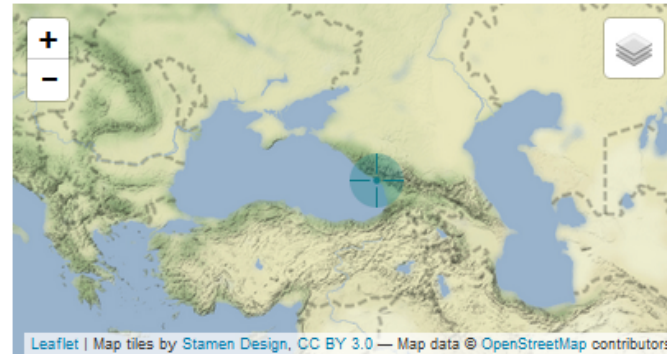 +
−
Leaflet | Map tiles by Stamen Design, CC BY 3.0 — Map data © OpenStreetMap contributors